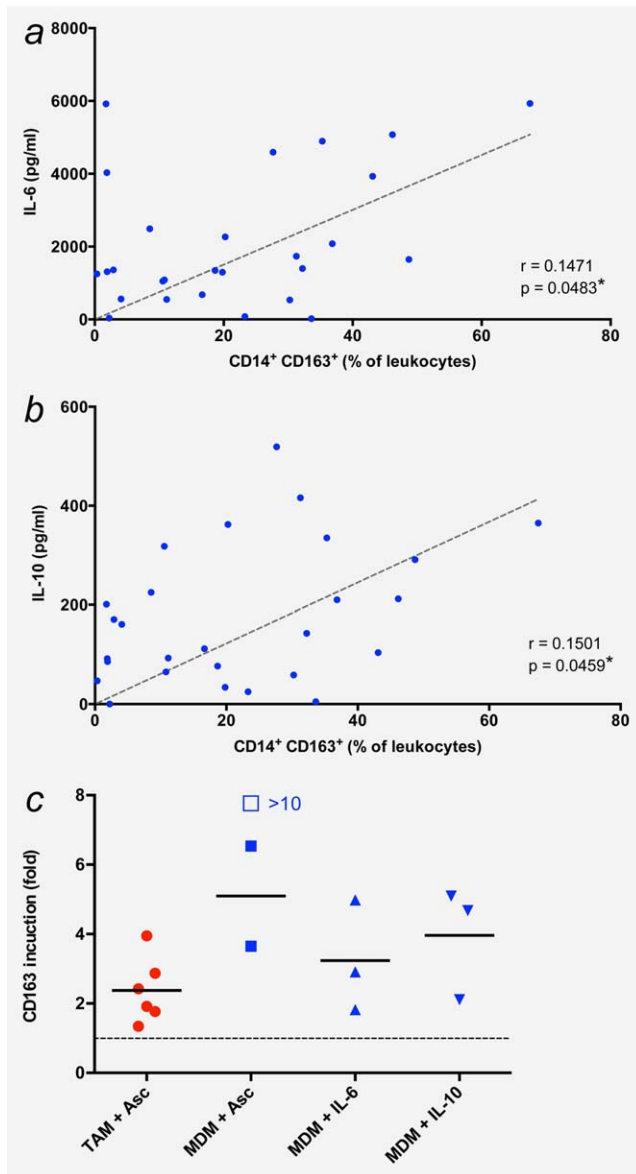 a
8000
6000
4000
2000
0
IL-6 (pg/ml)
r = 0.1471
p = 0.0483*
0 20 40 60 80
CD14⁺ CD163⁺ (% of leukocytes)
b
600
400
200
0
IL-10 (pg/ml)
r = 0.1501
p = 0.0459*
0 20 40 60 80
CD14⁺ CD163⁺ (% of leukocytes)
c
8
6
4
2
0
CD163 incuction (fold)
>10
TAM + Asc
MDM + Asc
MDM + IL-6
MDM + IL-10